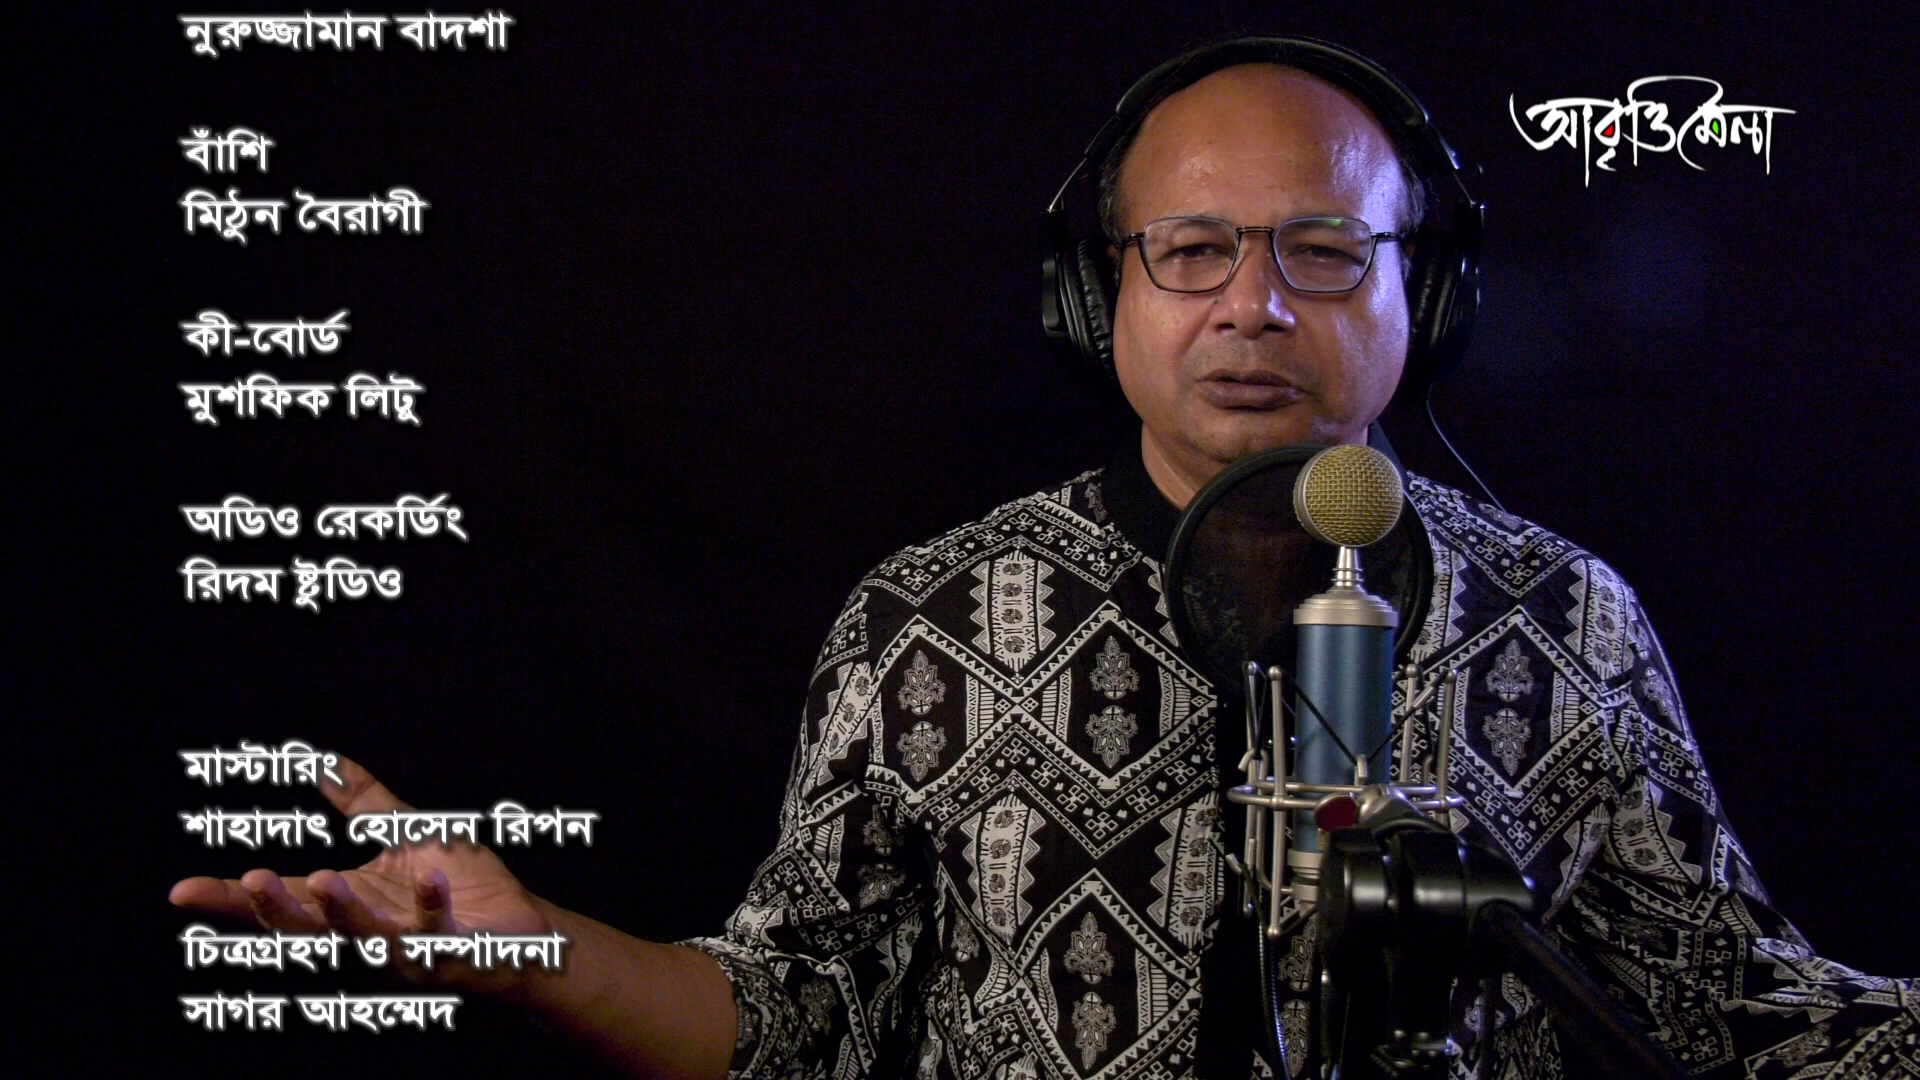 নুরুজ্জামান বাদশা
বাঁশি
মিঠুন বৈরাগী
কী-বোর্ড
মুশফিক লিটু
অডিও রেকর্ডিং
রিদম ষ্টুডিও
মাস্টারিং
শাহাদাৎ হোসেন রিপন
চিত্রগ্রহণ ও সম্পাদনা
সাগর আহম্মেদ
আবৃত্তিমেলা